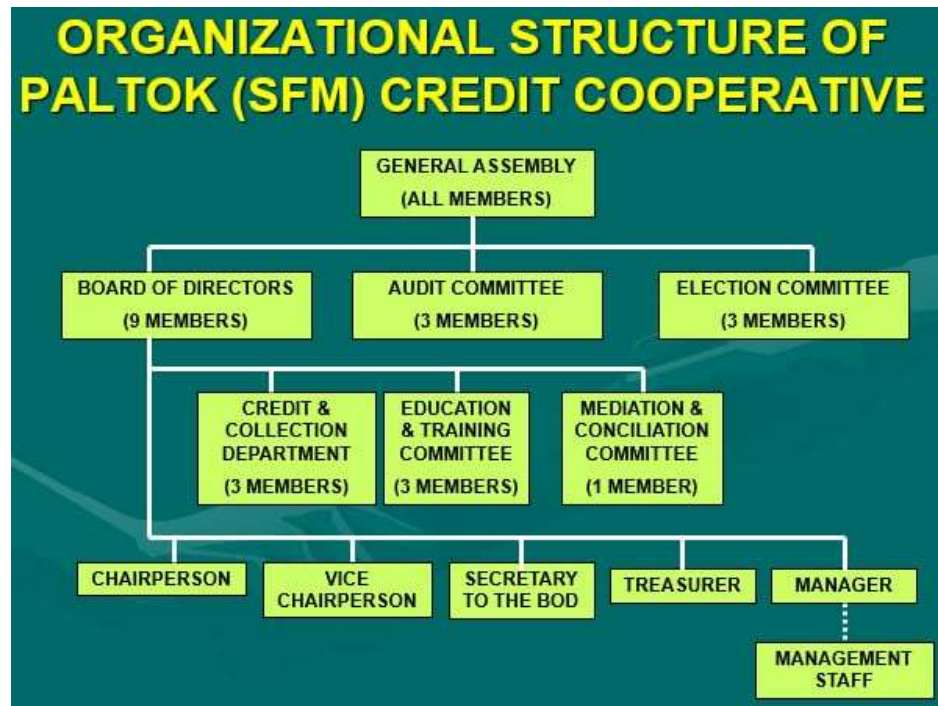 ORGANIZATIONAL STRUCTURE OF
PALTOK (SFM) CREDIT COOPERATIVE
GENERAL ASSEMBLY
(ALL MEMBERS)
BOARD OF DIRECTORS
(9 MEMBERS)
AUDIT COMMITTEE
(3 MEMBERS)
ELECTION COMMITTEE
(3 MEMBERS)
CREDIT &
COLLECTION
DEPARTMENT
(3 MEMBERS)
EDUCATION
& TRAINING
COMMITTEE
(3 MEMBERS)
MEDIATION &
CONCILIATION
COMMITTEE
(1 MEMBER)
CHAIRPERSON
VICE
CHAIRPERSON
SECRETARY
TO THE BOD
TREASURER
MANAGER
MANAGEMENT
STAFF